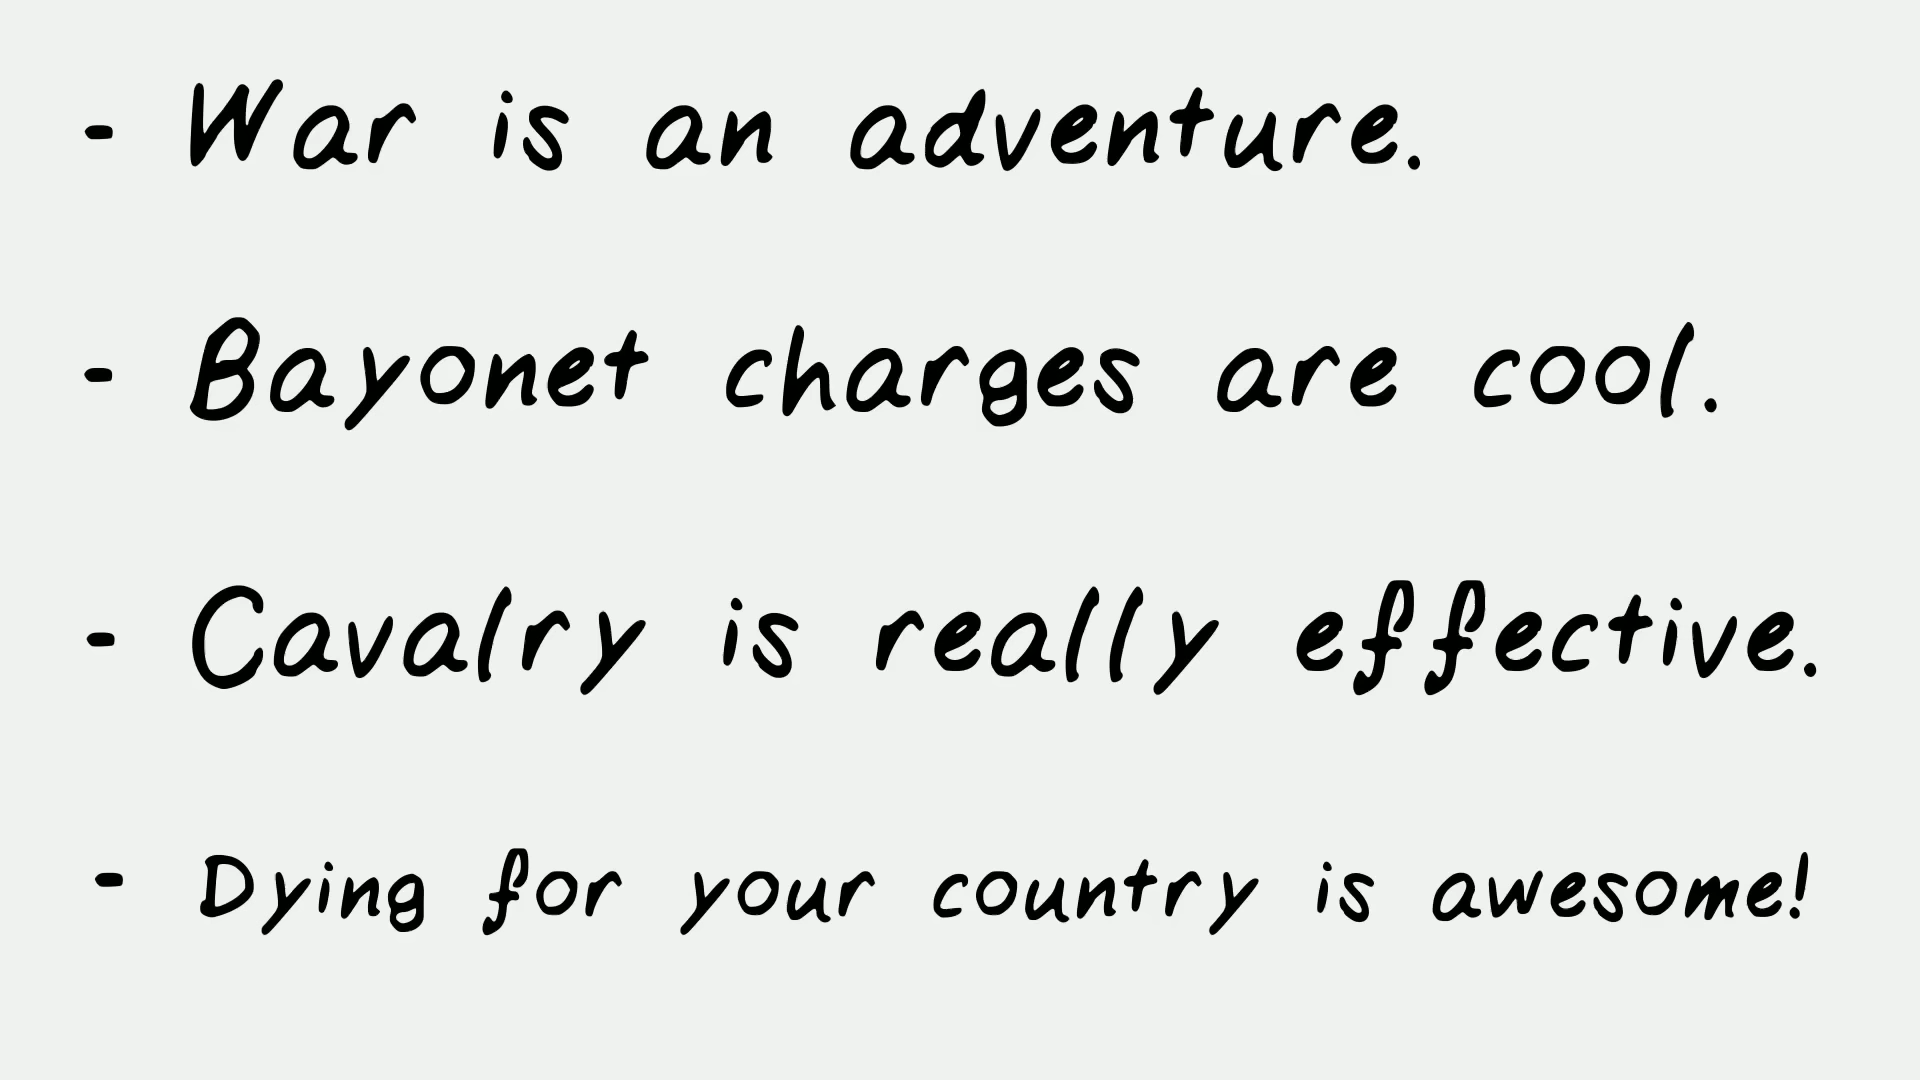 - War is an adventure.
- Bayonet charges are cool.
- Cavalry is really effective.
- Dying for your country is awesome!